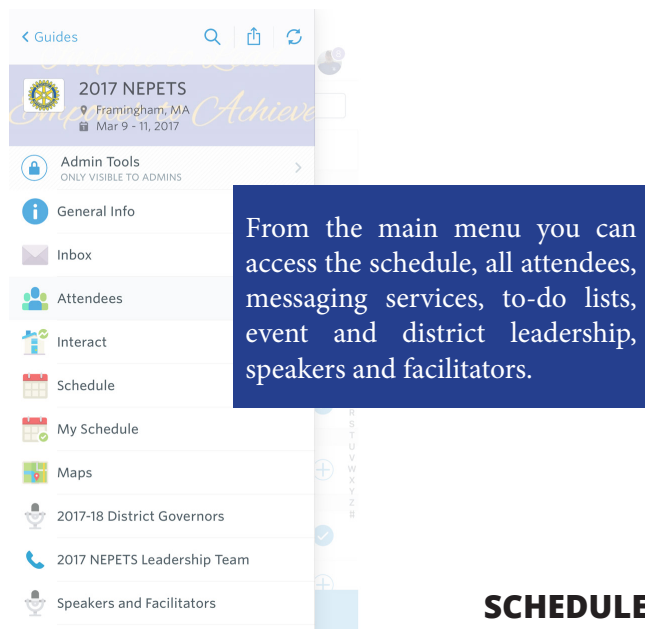 Guides
2017 NEPETS
Framingham, MA
Mar 9 - 11, 2017
Admin Tools
ONLY VISIBLE TO ADMINS
General Info
Inbox
Attendees
Interact
Schedule
My Schedule
Maps
2017-18 District Governors
2017 NEPETS Leadership Team
Speakers and Facilitators
From the main menu you can
access the schedule, all attendees,
messaging services, to-do lists,
event and district leadership,
speakers and facilitators.
R
S
T
U
V
W
X
Y
Z
#
SCHEDULE